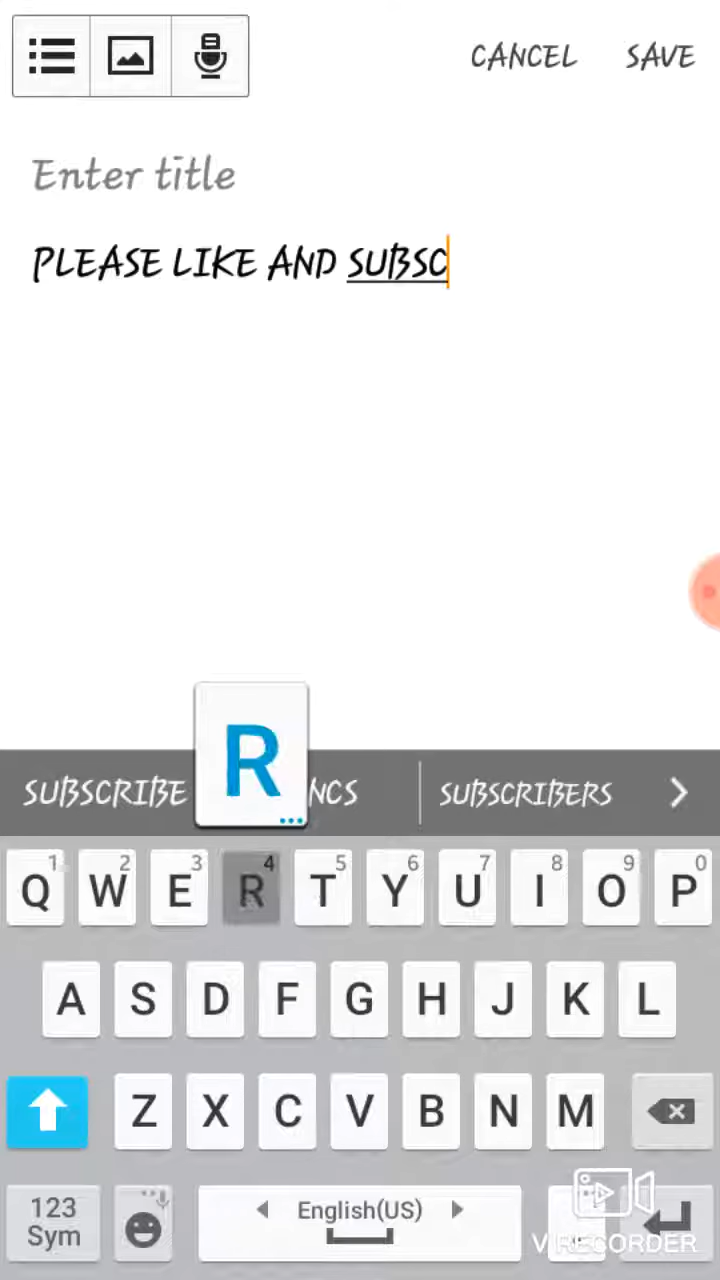 CANCEL SAVE
Enter title
PLEASE LIKE AND SUBSC
R
SUBSCRIBE NCS SUBSCRIBERS
1 2 3 4 5 6 7 8 9 0
Q W E R T Y U I O P
A S D F G H J K L
Z X C V B N M
123 English(US)
Sym
V RECORDER